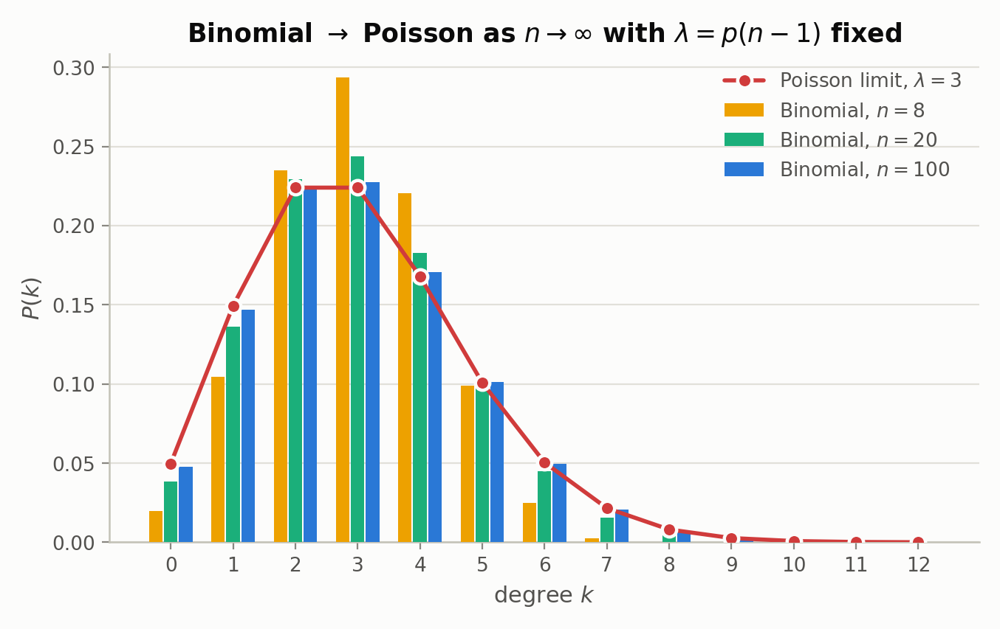 Binomial → Poisson as n → ∞ with λ = p(n − 1) fixed
Poisson limit, λ = 3
Binomial, n = 8
Binomial, n = 20
Binomial, n = 100
P(k)
0.30
0.25
0.20
0.15
0.10
0.05
0.00
0 1 2 3 4 5 6 7 8 9 10 11 12
degree k